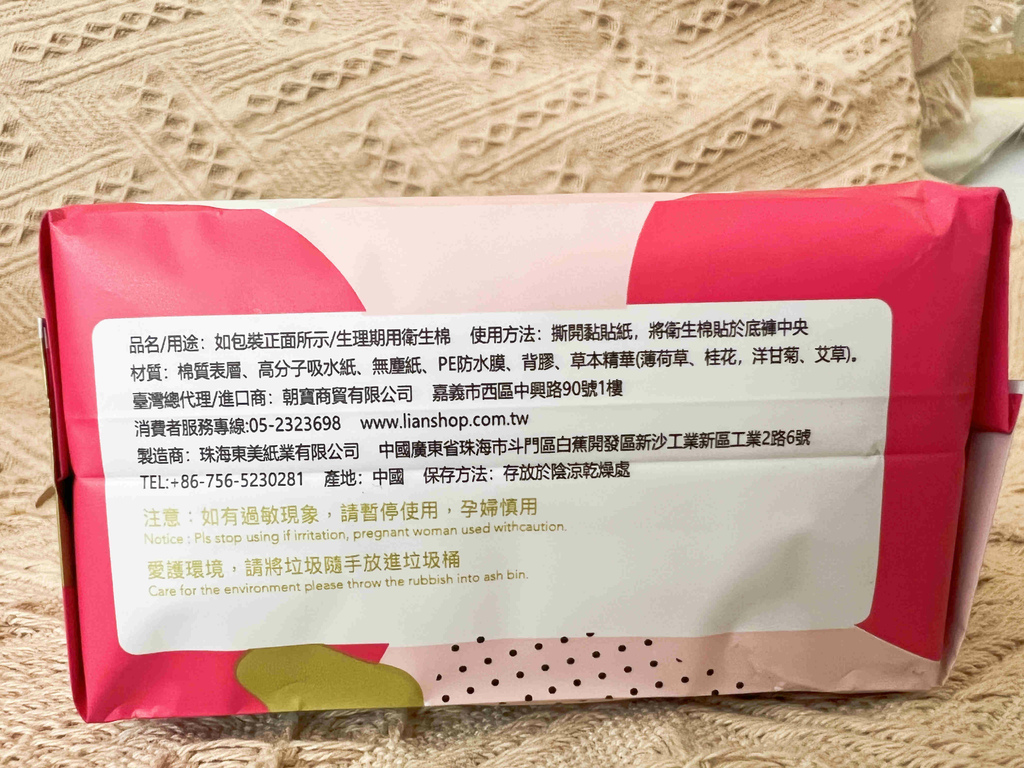 品名/用途：如包裝正面所示/生理期用衛生棉　使用方法：撕開黏貼紙，將衛生棉貼於底褲中央
材質：棉質表層、高分子吸水紙、無塵紙、PE防水膜、背膠、草本精華(薄荷草、桂花，洋甘菊、艾草)。
臺灣總代理/進口商：朝寶商貿有限公司　嘉義市西區中興路90號1樓
消費者服務專線:05-2323698　www.lianshop.com.tw
製造商：珠海東美紙業有限公司　中國廣東省珠海市斗門區白蕉開發區新沙工業新區工業2路6號
TEL:+86-756-5230281　產地：中國　保存方法：存放於陰涼乾燥處
注意：如有過敏現象，請暫停使用，孕婦慎用
Notice : Pls stop using if irritation, pregnant woman used withcaution.
愛護環境，請將垃圾隨手放進垃圾桶
Care for the environment please throw the rubbish into ash bin.